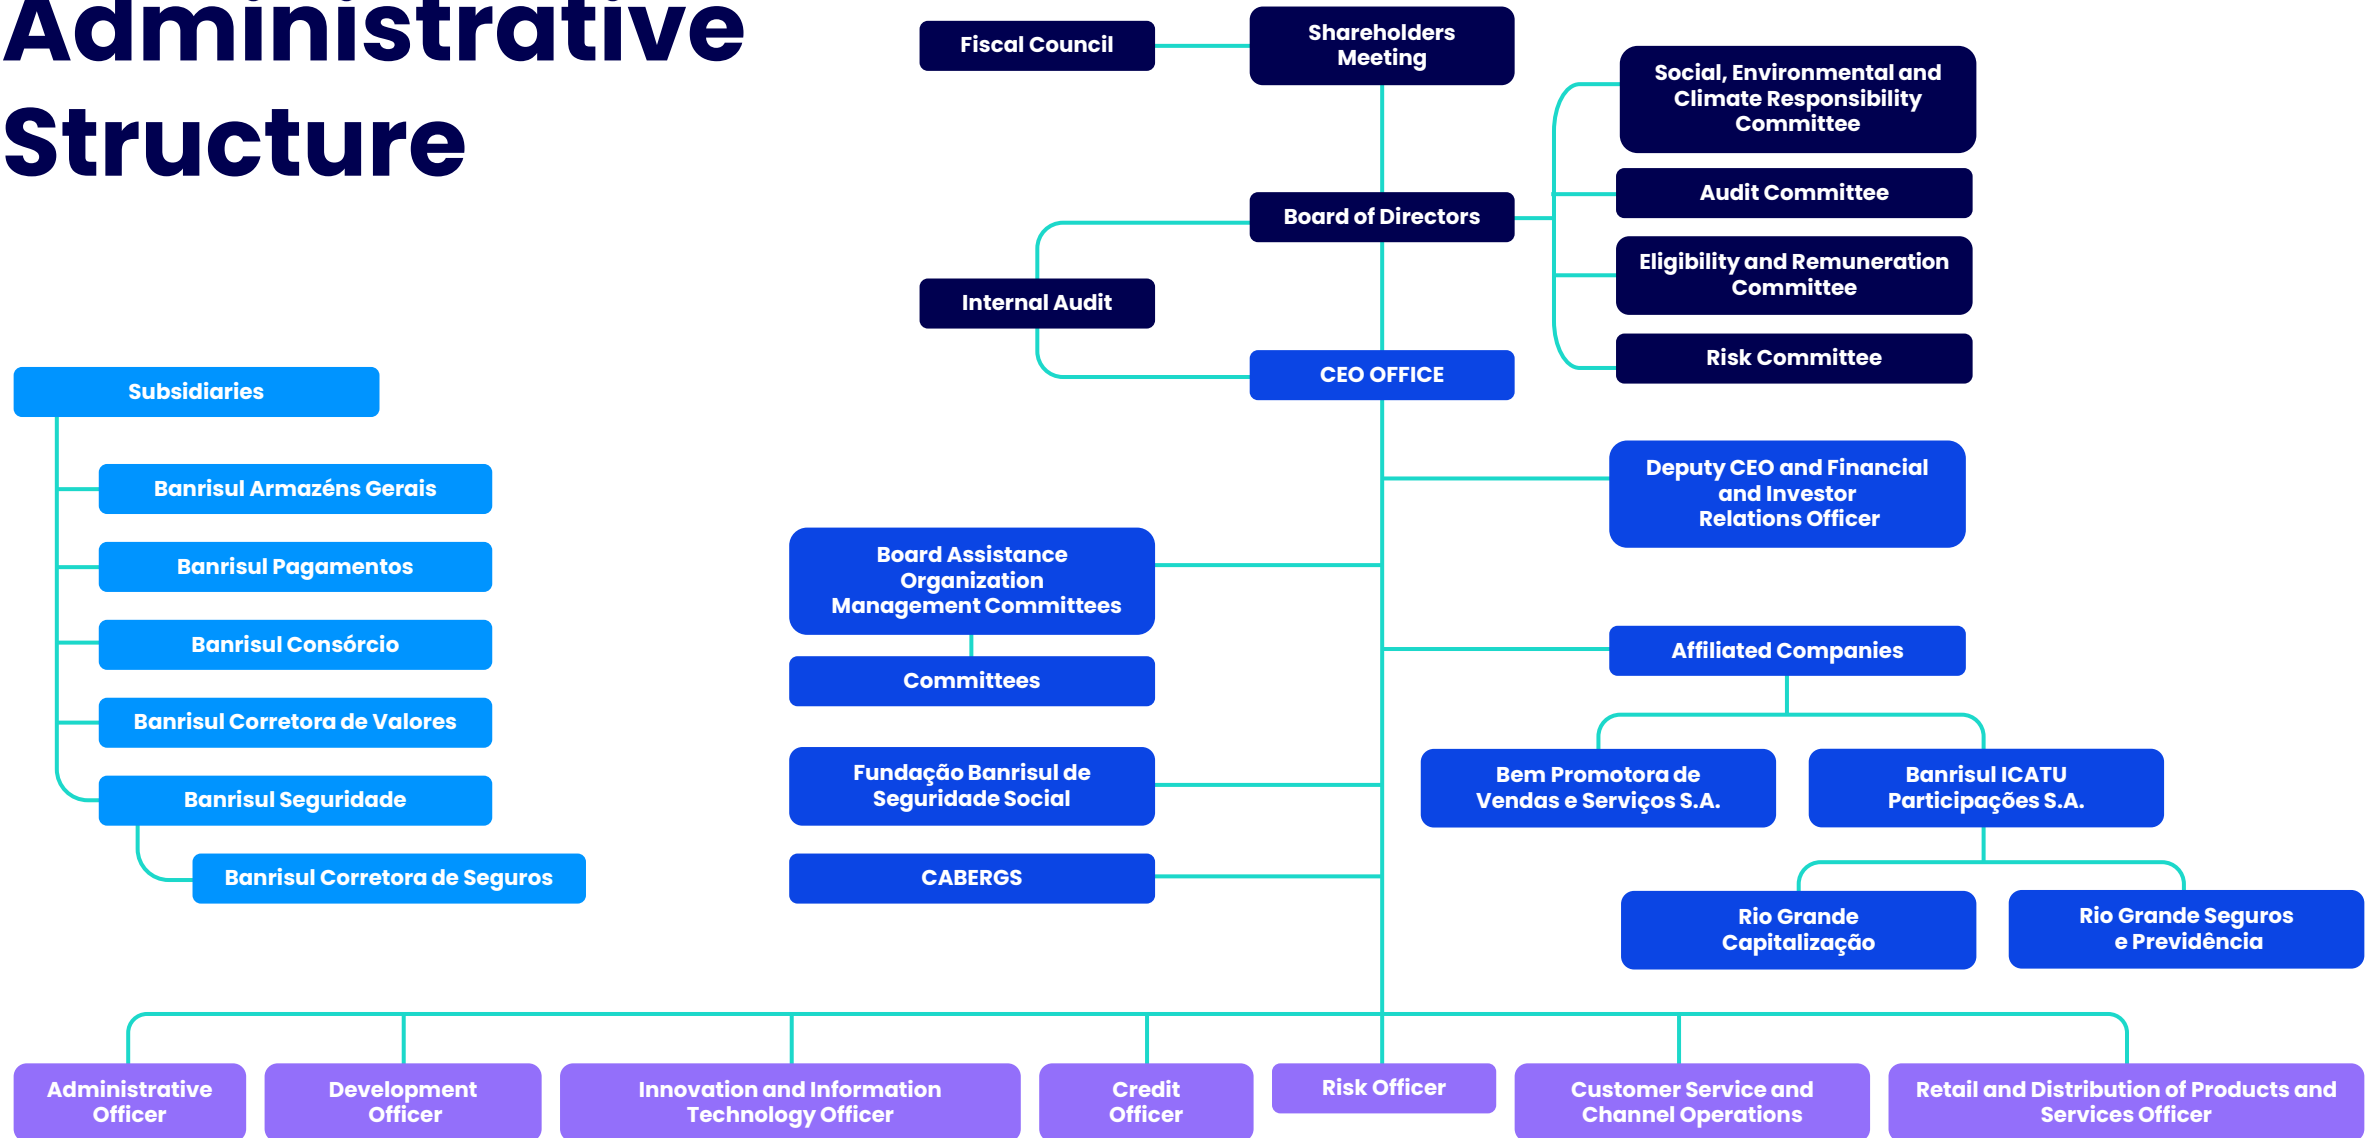 Administrative
Structure
Fiscal Council
Shareholders
Meeting
Social, Environmental and
Climate Responsibility
Committee
Audit Committee
Board of Directors
Eligibility and Remuneration
Committee
Internal Audit
Risk Committee
CEO OFFICE
Subsidiaries
Banrisul Armazéns Gerais
Banrisul Pagamentos
Banrisul Consórcio
Banrisul Corretora de Valores
Banrisul Seguridade
Banrisul Corretora de Seguros
Deputy CEO and Financial
and Investor
Relations Officer
Board Assistance
Organization
Management Committees
Committees
Fundação Banrisul de
Seguridade Social
CABERGS
Affiliated Companies
Bem Promotora de
Vendas e Serviços S.A.
Banrisul ICATU
Participações S.A.
Rio Grande
Capitalização
Rio Grande Seguros
e Previdência
Administrative
Officer
Development
Officer
Innovation and Information
Technology Officer
Credit
Officer
Risk Officer
Customer Service and
Channel Operations
Retail and Distribution of Products and
Services Officer